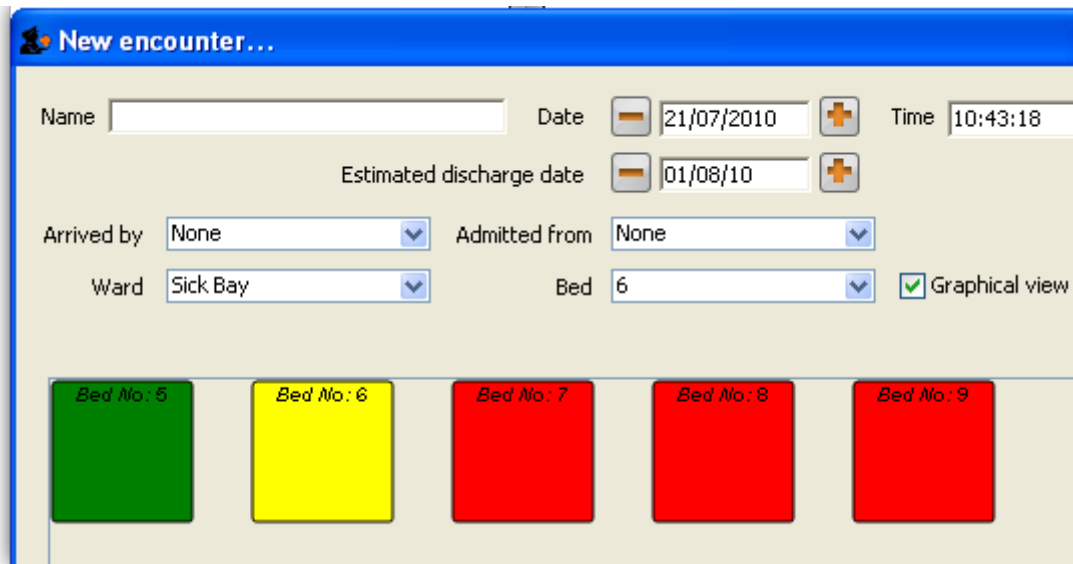 New encounter...
Name Date 21/07/2010 Time 10:43:18
Estimated discharge date 01/08/10
Arrived by None Admitted from None
Ward Sick Bay Bed 6 Graphical view
Bed No: 5 Bed No: 6 Bed No: 7 Bed No: 8 Bed No: 9